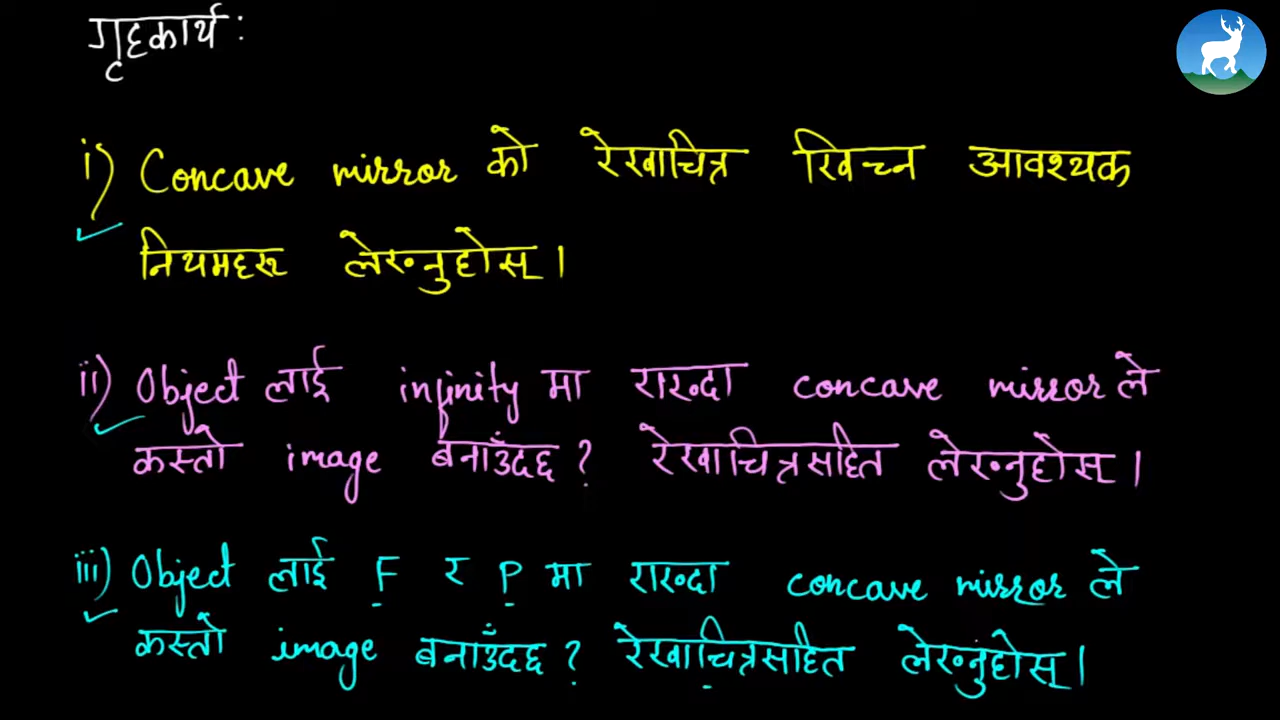 गृहकार्य :
i) Concave mirror को रेखाचित्र खिच्न आवश्यक
नियमहरू लेख्नुहोस् ।
ii) Object लाई infinity मा राख्दा concave mirror ले
कस्तो image बनाउँदछ ? रेखाचित्रसहित लेख्नुहोस् ।
iii) Object लाई F र P मा राख्दा concave mirror ले
कस्तो image बनाउँदछ ? रेखाचित्रसहित लेख्नुहोस् ।